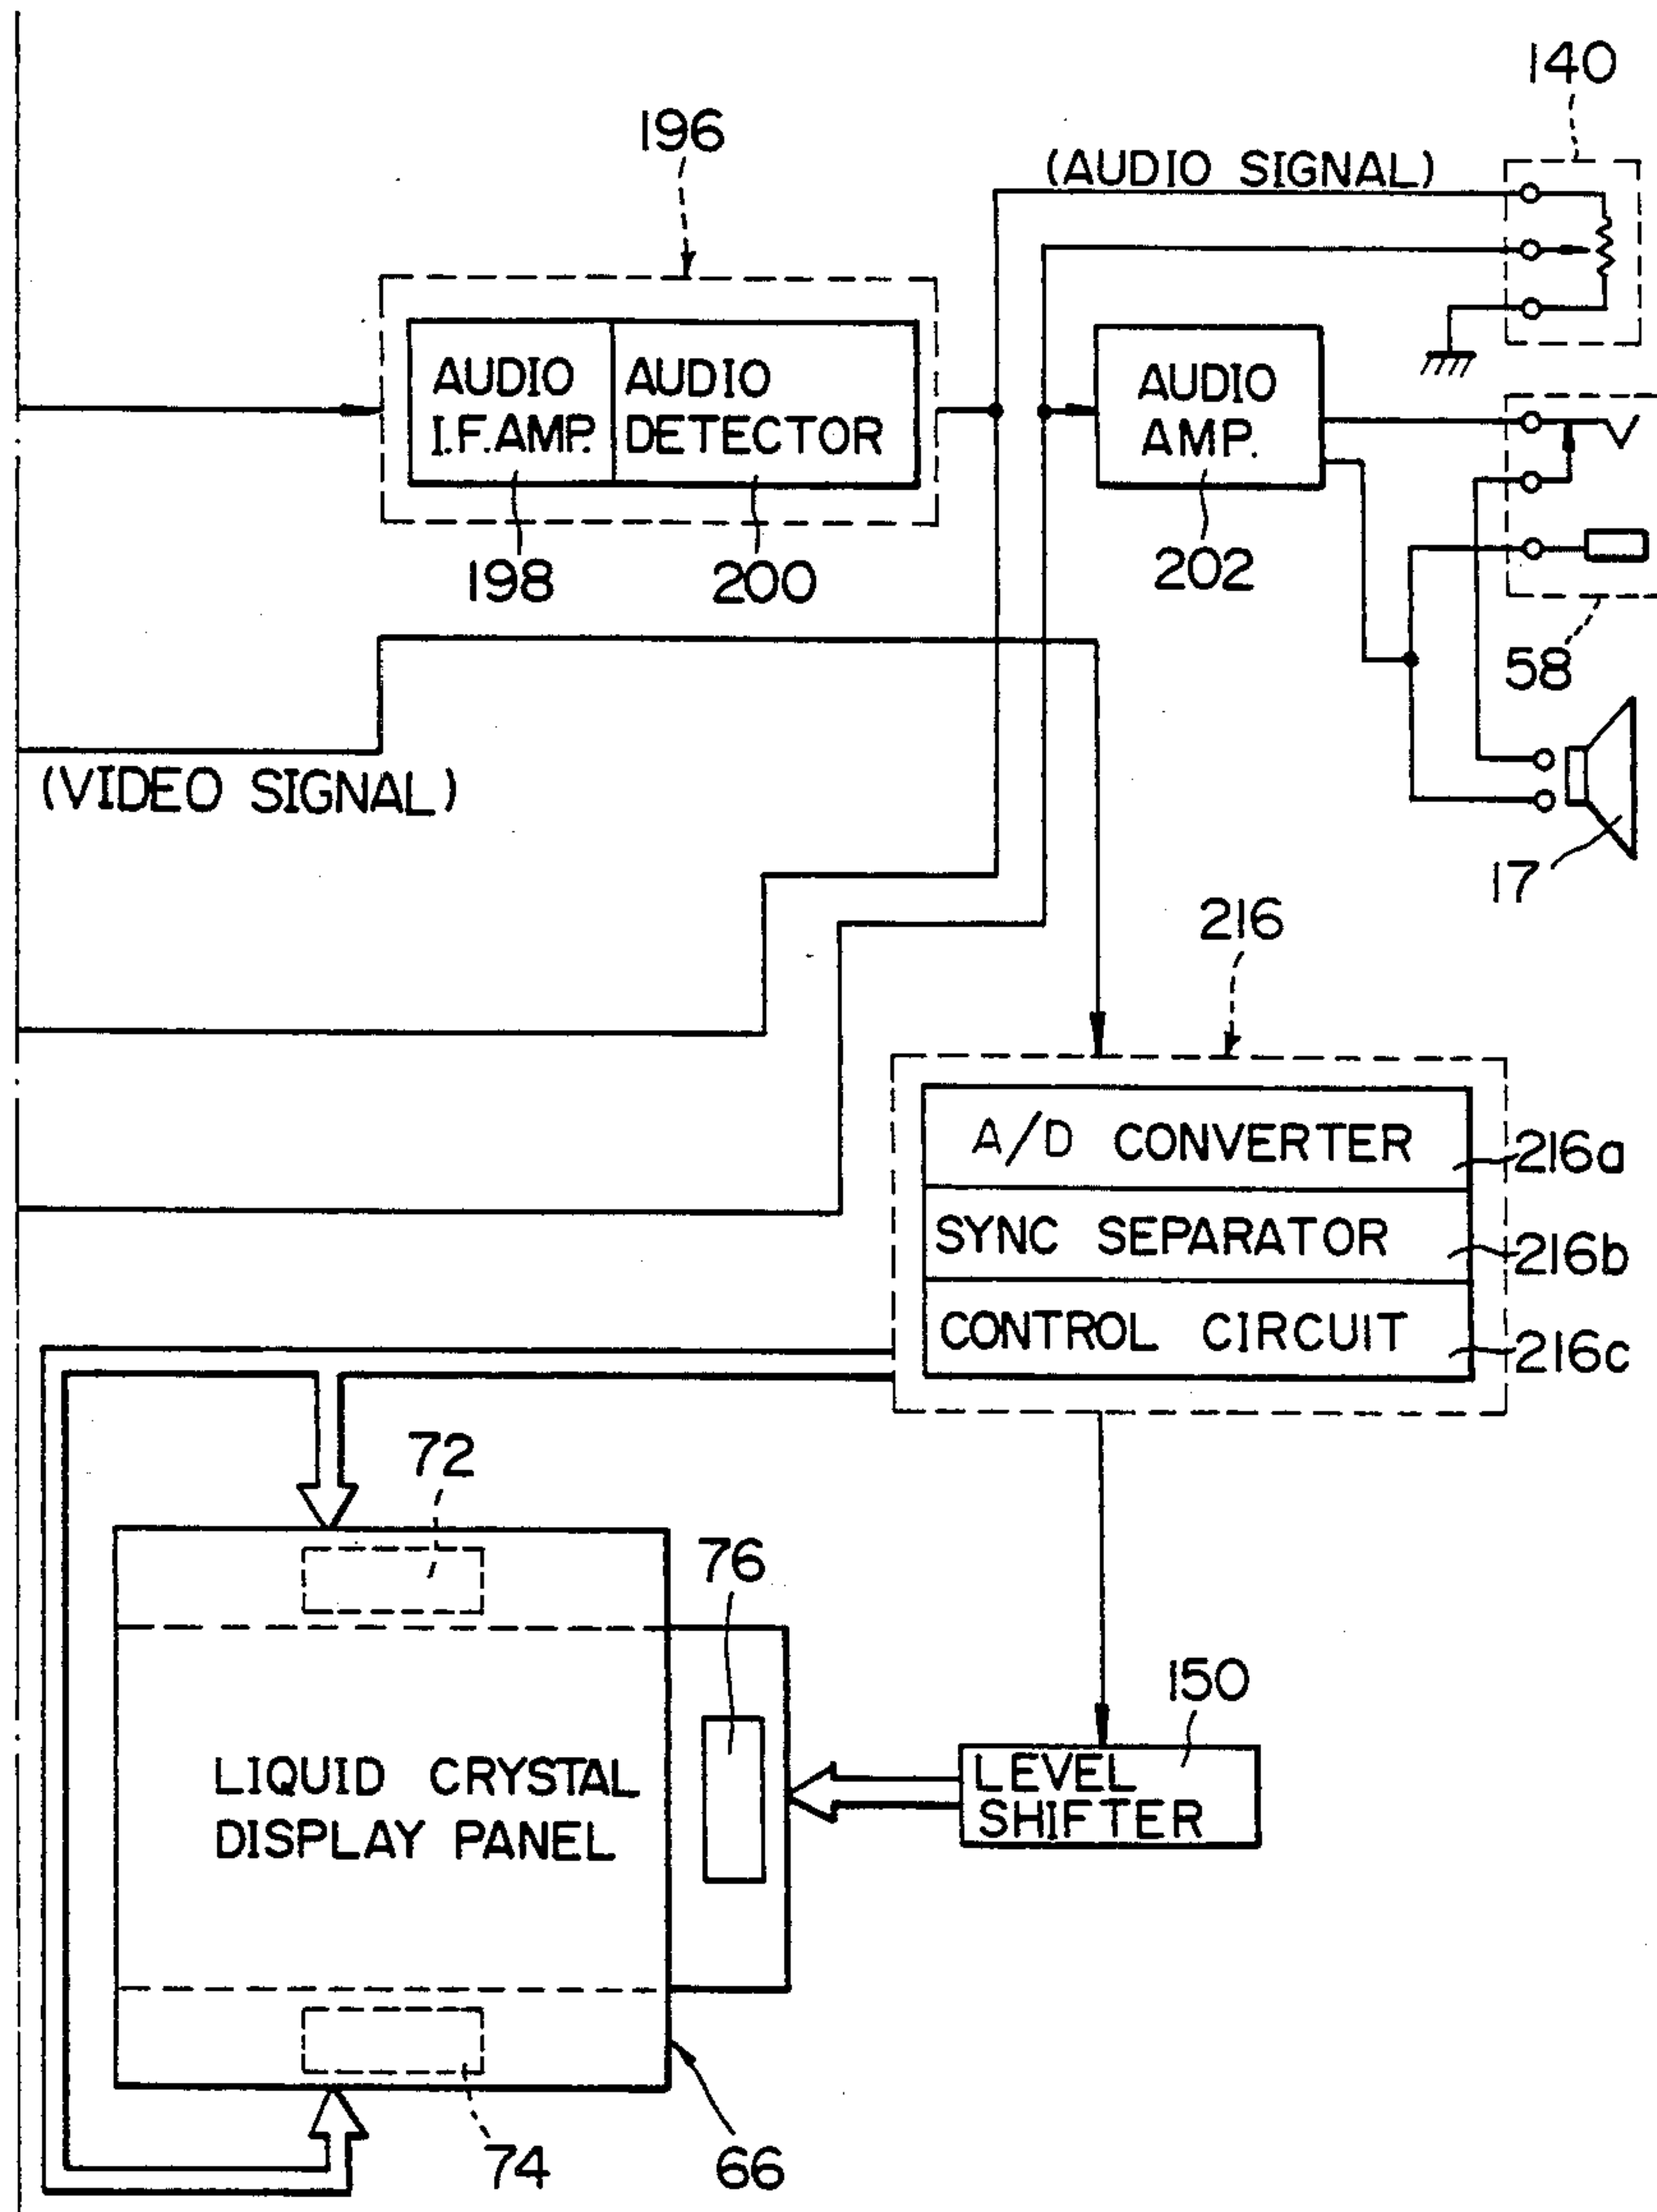 140
196
(AUDIO SIGNAL)
AUDIO
I.F.AMP.
AUDIO
DETECTOR
AUDIO
AMP.
198
200
202
58
(VIDEO SIGNAL)
17
216
A/D CONVERTER
216a
SYNC SEPARATOR
216b
CONTROL CIRCUIT
216c
72
76
150
LEVEL
SHIFTER
LIQUID CRYSTAL
DISPLAY PANEL
74
66